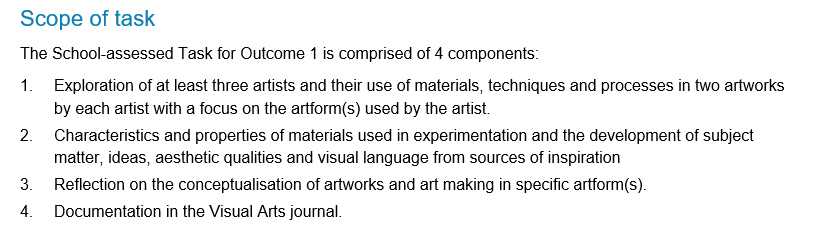 Scope of task
The School-assessed Task for Outcome 1 is comprised of 4 components:
1. Exploration of at least three artists and their use of materials, techniques and processes in two artworks
by each artist with a focus on the artform(s) used by the artist.
2. Characteristics and properties of materials used in experimentation and the development of subject
matter, ideas, aesthetic qualities and visual language from sources of inspiration
3. Reflection on the conceptualisation of artworks and art making in specific artform(s).
4. Documentation in the Visual Arts journal.